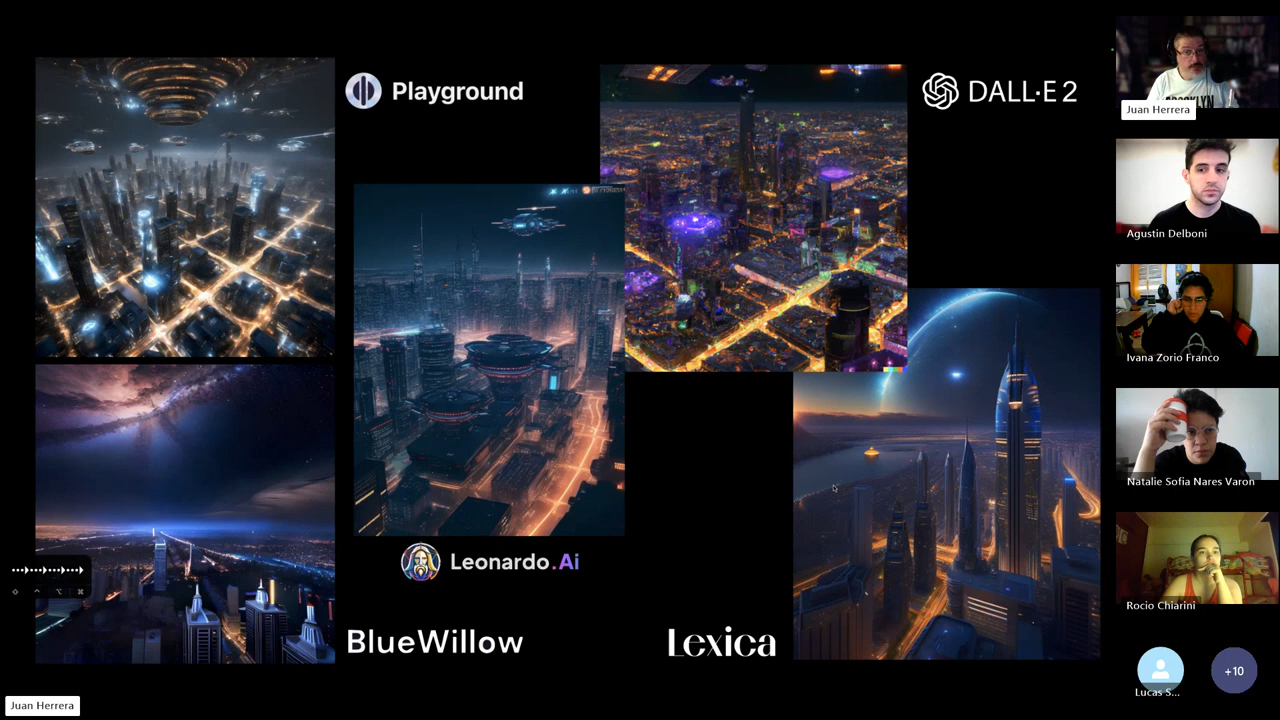 Playground
DALL·E 2
Leonardo.Ai
BlueWillow
Lexica
Juan Herrera
BROOKLYN
Juan Herrera
Agustin Delboni
Ivana Zorio Franco
Natalie Sofia Nares Varon
Rocio Chiarini
Lucas S...
+10